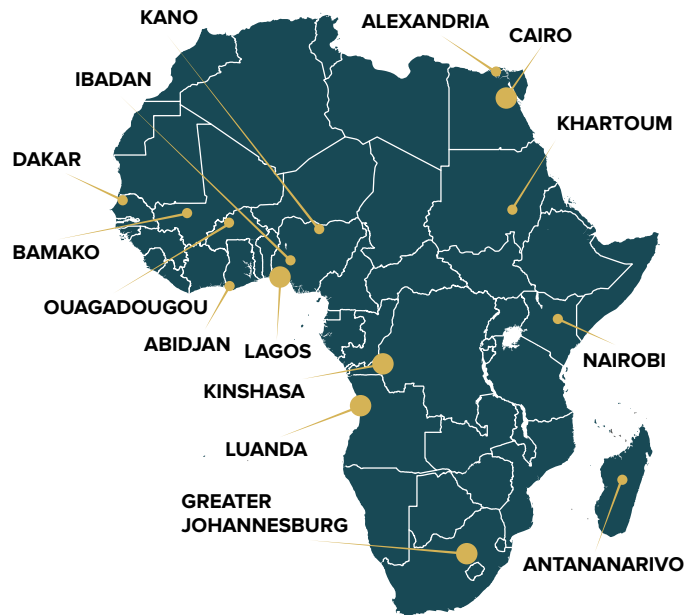 KANO
ALEXANDRIA
CAIRO
IBADAN
KHARTOUM
DAKAR
BAMAKO
OUAGADOUGOU
ABIDJAN
LAGOS
NAIROBI
KINSHASA
LUANDA
GREATER
JOHANNESBURG
ANTANANARIVO